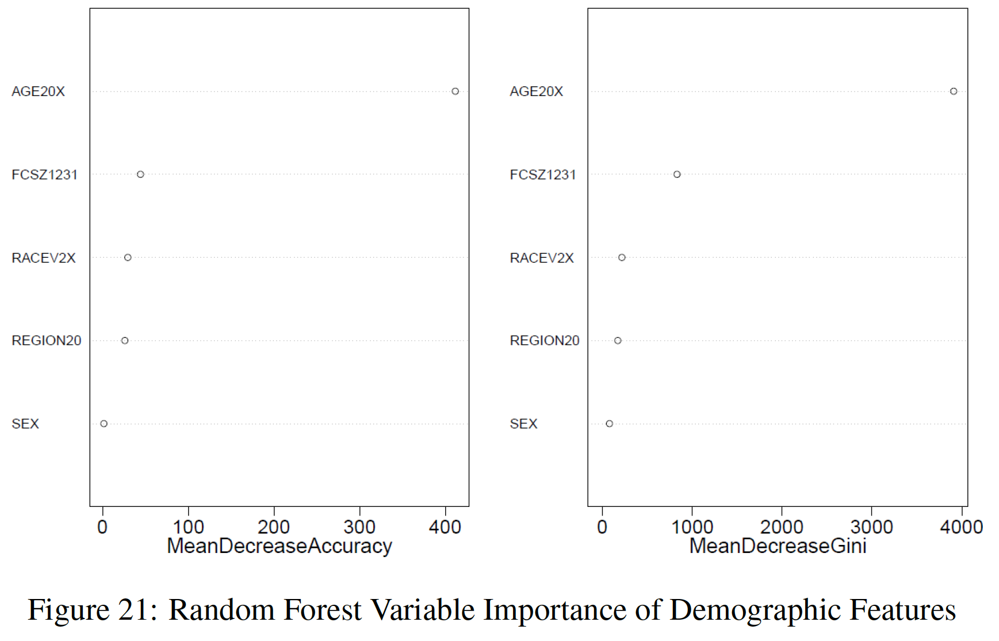 AGE20X
FCSZ1231
RACEV2X
REGION20
SEX
0 100 200 300 400
MeanDecreaseAccuracy
AGE20X
FCSZ1231
RACEV2X
REGION20
SEX
0 1000 2000 3000 4000
MeanDecreaseGini
Figure 21: Random Forest Variable Importance of Demographic Features